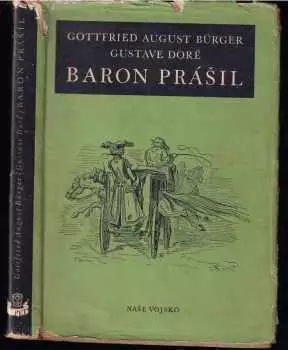 GOTTFRIED AUGUST BÜRGER
GUSTAVE DORÉ
BARON PRÁŠIL
NAŠE VOJSKO
Gottfried August Bürger/Gustave Doré/BARON PRÁŠIL